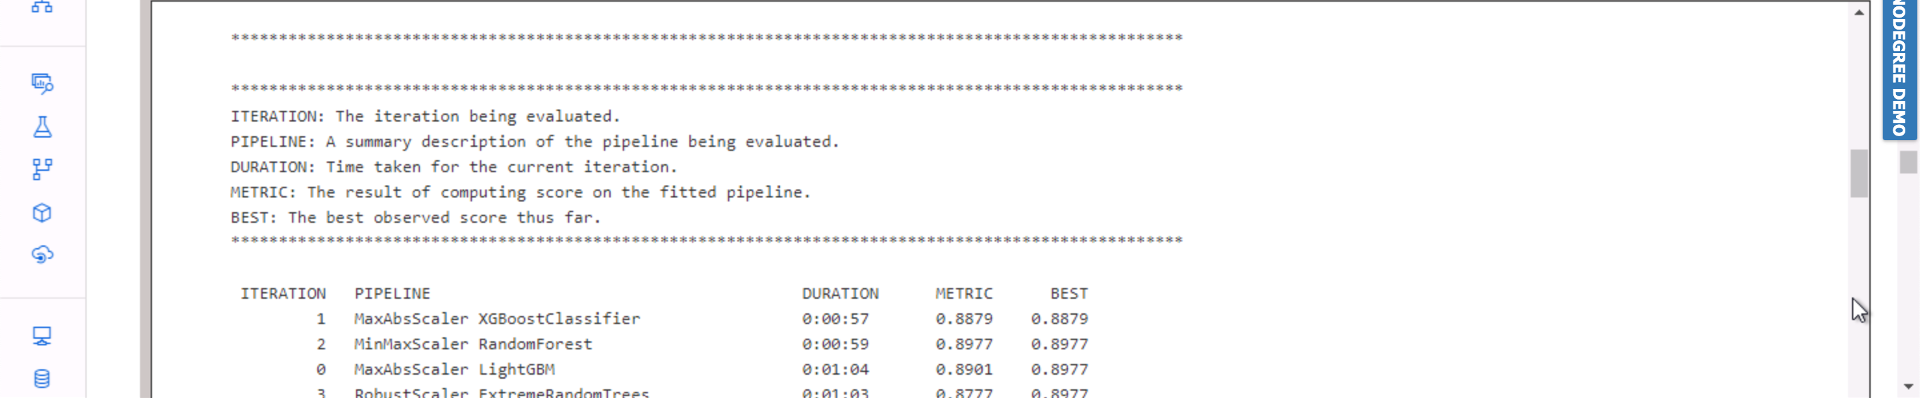 ****************************************************************************************************
****************************************************************************************************
ITERATION: The iteration being evaluated.
PIPELINE: A summary description of the pipeline being evaluated.
DURATION: Time taken for the current iteration.
METRIC: The result of computing score on the fitted pipeline.
BEST: The best observed score thus far.
****************************************************************************************************
ITERATION PIPELINE DURATION METRIC BEST
1 MaxAbsScaler XGBoostClassifier 0:00:57 0.8879 0.8879
2 MinMaxScaler RandomForest 0:00:59 0.8977 0.8977
0 MaxAbsScaler LightGBM 0:01:04 0.8901 0.8977
3 RobustScaler ExtremeRandomTrees 0:01:03 0.8777 0.8977
NODEGREE DEMO